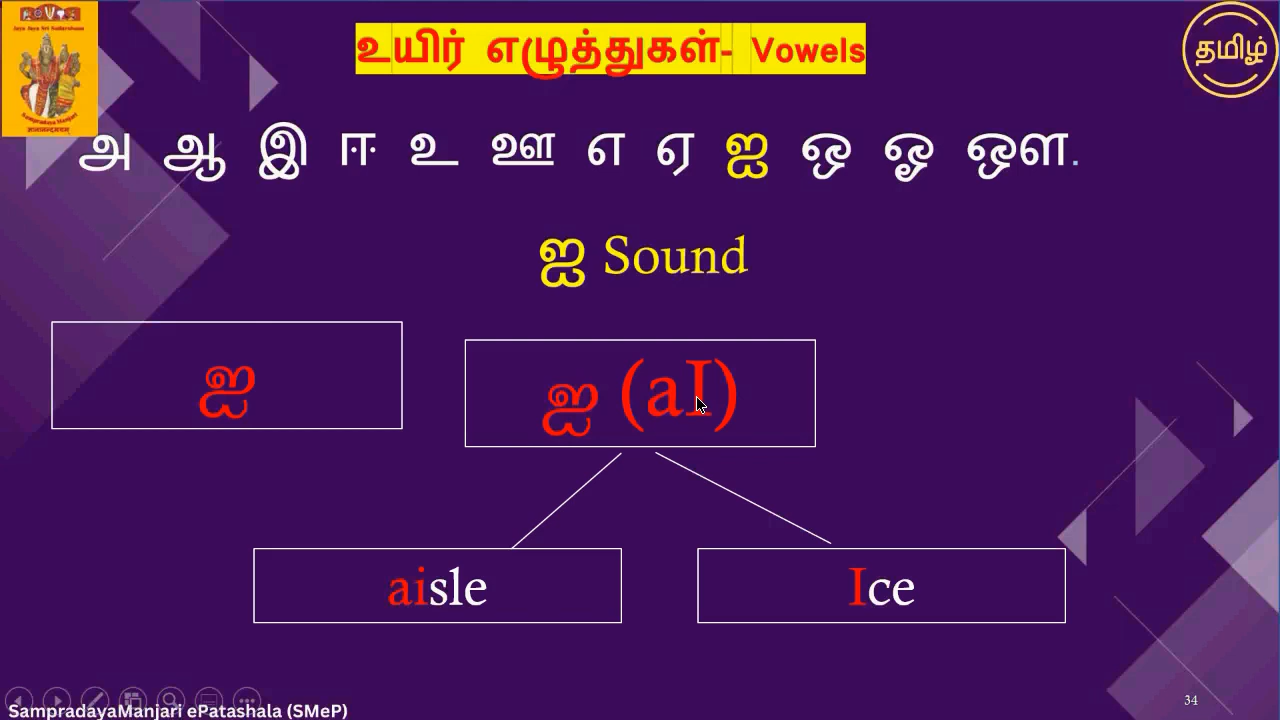 உயிர் எழுத்துகள்- Vowels
தமிழ்
அ ஆ இ ஈ உ ஊ எ ஏ ஐ ஒ ஓ ஔ.
ஐ Sound
ஐ
ஐ (aI)
aisle
Ice
34
SampradayaManjari ePatashala (SMeP)